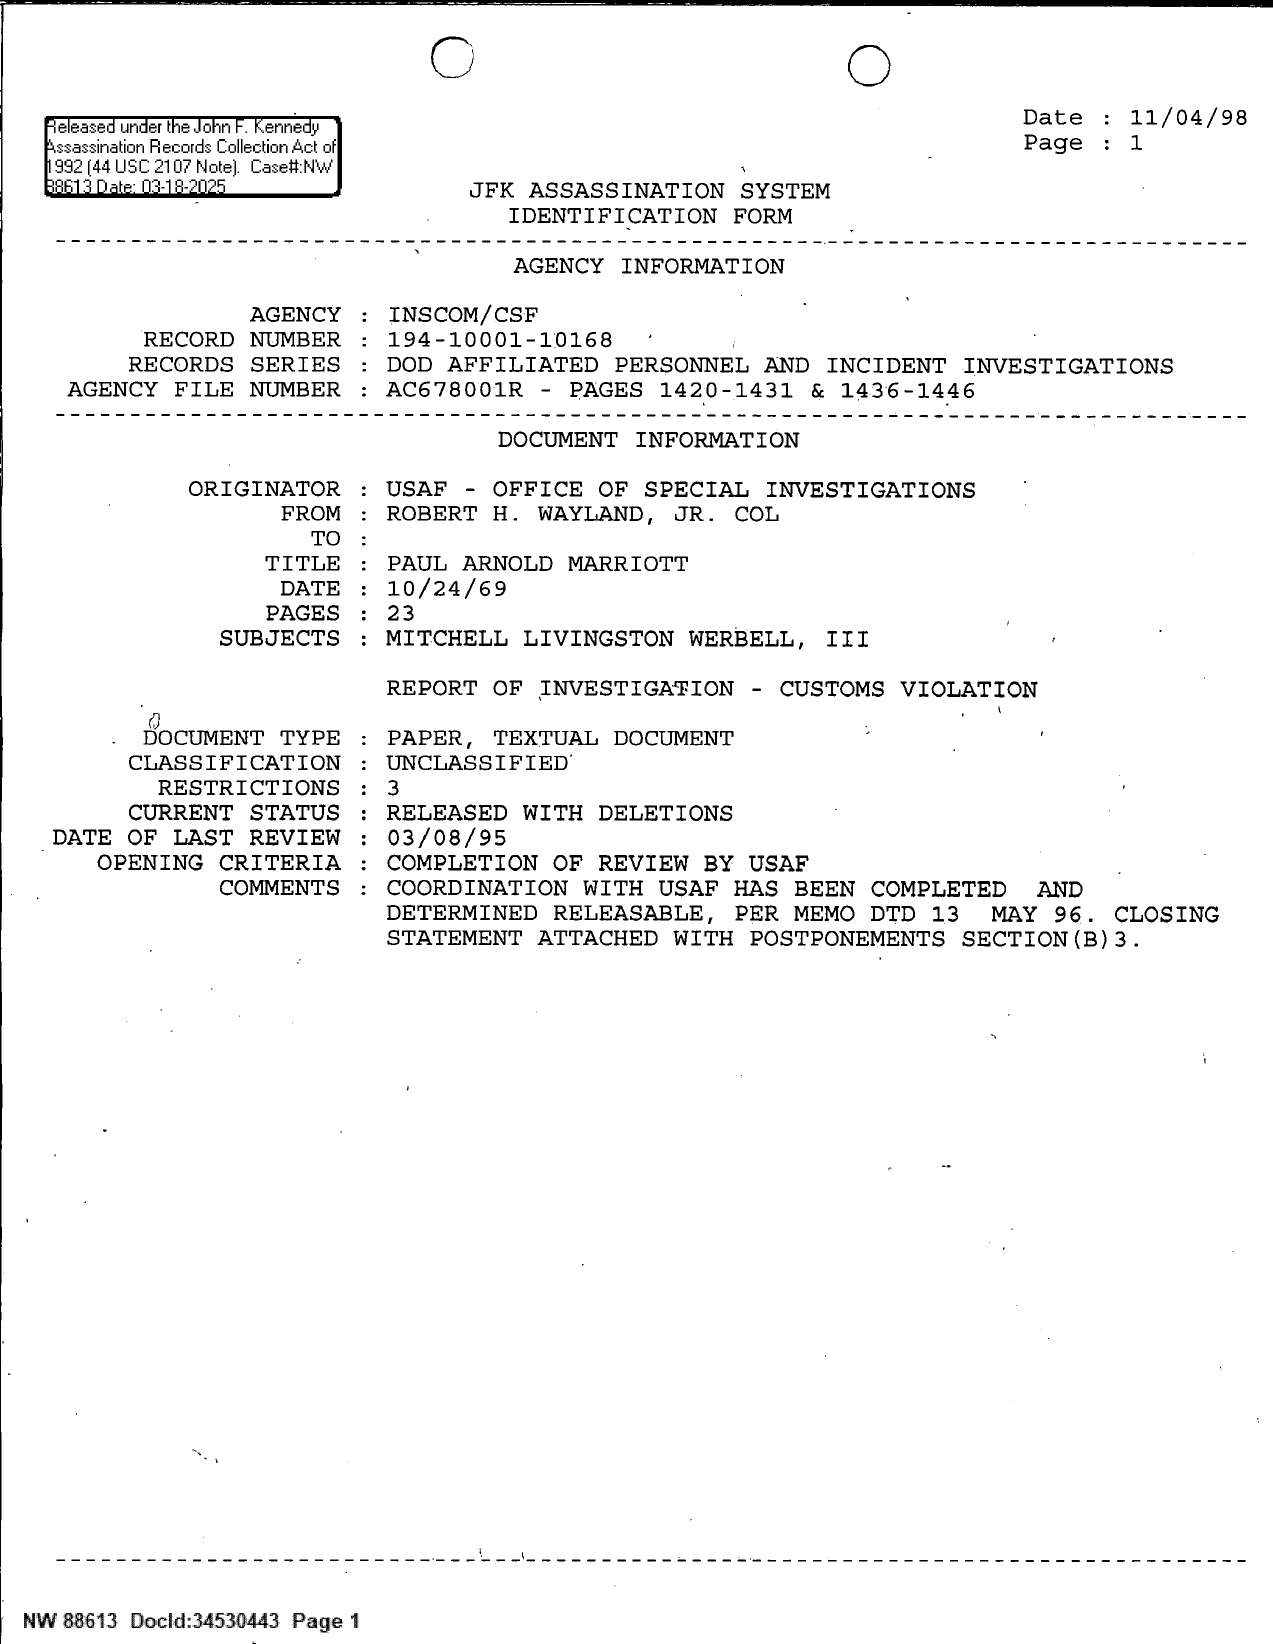 Released under the John F. Kennedy
Assassination Records Collection Act of
1992 (44 USC 2107 Note). Case#:NW
88613 Date: 03-18-2025
Date : 11/04/98
Page : 1
JFK ASSASSINATION SYSTEM
IDENTIFICATION FORM
AGENCY INFORMATION
AGENCY : INSCOM/CSF
RECORD NUMBER : 194-10001-10168
RECORDS SERIES : DOD AFFILIATED PERSONNEL AND INCIDENT INVESTIGATIONS
AGENCY FILE NUMBER : AC678001R - PAGES 1420-1431 & 1436-1446
DOCUMENT INFORMATION
ORIGINATOR : USAF - OFFICE OF SPECIAL INVESTIGATIONS
FROM : ROBERT H. WAYLAND, JR. COL
TO :
TITLE : PAUL ARNOLD MARRIOTT
DATE : 10/24/69
PAGES : 23
SUBJECTS : MITCHELL LIVINGSTON WERBELL, III
REPORT OF INVESTIGATION - CUSTOMS VIOLATION
DOCUMENT TYPE : PAPER, TEXTUAL DOCUMENT
CLASSIFICATION : UNCLASSIFIED
RESTRICTIONS : 3
CURRENT STATUS : RELEASED WITH DELETIONS
DATE OF LAST REVIEW : 03/08/95
OPENING CRITERIA : COMPLETION OF REVIEW BY USAF
COMMENTS : COORDINATION WITH USAF HAS BEEN COMPLETED AND
DETERMINED RELEASABLE, PER MEMO DTD 13 MAY 96. CLOSING
STATEMENT ATTACHED WITH POSTPONEMENTS SECTION(B)3.
NW 88613 DocId:34530443 Page 1